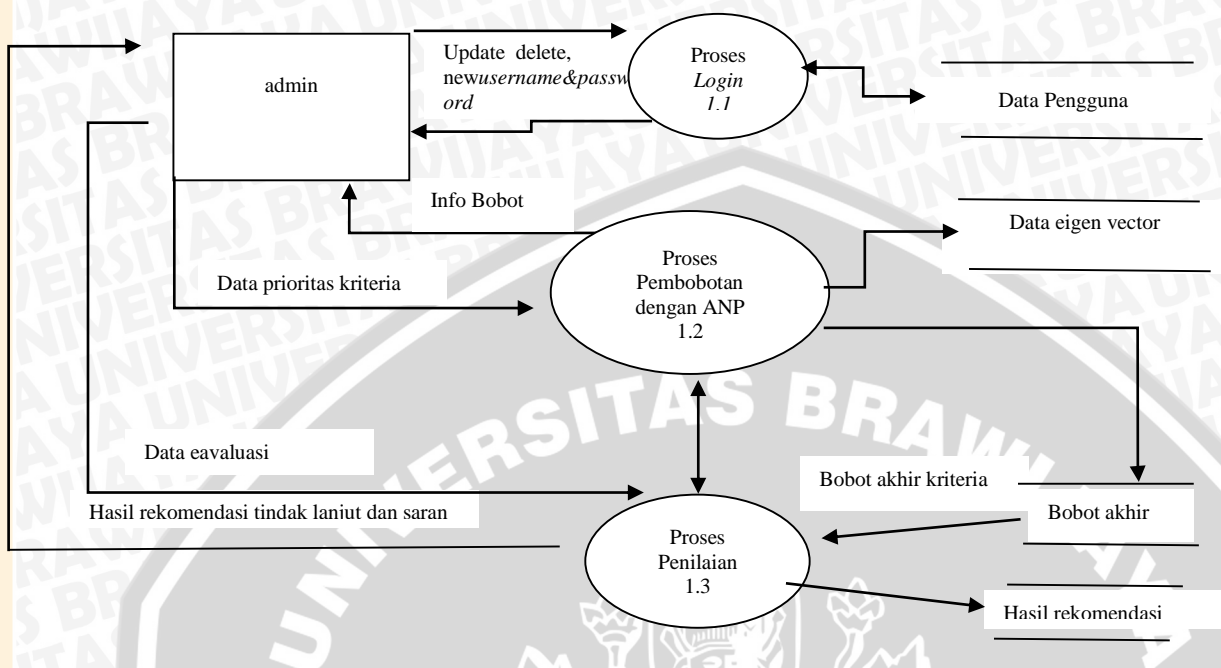 admin
Update delete,
newusername&passw
ord
Proses
Login
1.1
Data Pengguna
Info Bobot
Data eigen vector
Data prioritas kriteria
Proses
Pembobotan
dengan ANP
1.2
Data eavaluasi
Bobot akhir kriteria
Hasil rekomendasi tindak lanjut dan saran
Bobot akhir
Proses
Penilaian
1.3
Hasil rekomendasi
UNIVERSITAS BRAWIJAYA